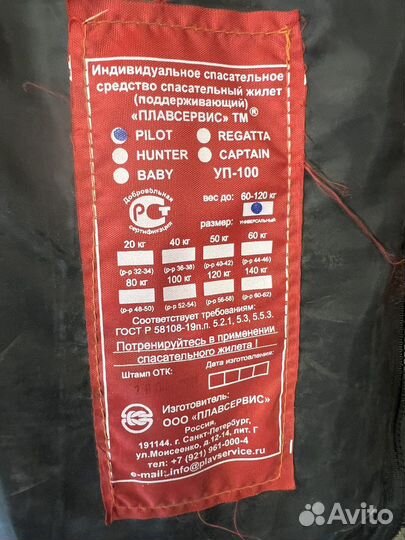 Индивидуальное спасательное
средство спасательный жилет
(поддерживающий)
«ПЛАВСЕРВИС» ТМ®
PILOT REGATTA
HUNTER CAPTAIN
BABY УП-100
Добровольная
РСТ
сертификация
вес до: 60-120 кг
размер: УНИВЕРСАЛЬНЫЙ
20 кг 40 кг 50 кг 60 кг
(р-р 32-34) (р-р 36-38) (р-р 40-42) (р-р 44-46)
80 кг 100 кг 120 кг 140 кг
(р-р 48-50) (р-р 52-54) (р-р 56-58) (р-р 60-62)
Соответствует требованиям:
ГОСТ Р 58108-19п.п. 5.2.1, 5.3, 5.5.3.
Потренируйтесь в применении
спасательного жилета !
Штамп ОТК: Дата изготовления:
Изготовитель:
ООО «ПЛАВСЕРВИС»
Россия,
191144. г. Санкт-Петербург,
ул.Моисеенко, д.12-14, лит. Г
тел: +7 (921) 961-000-4
e-mail:.info@plavservice.ru
Avito